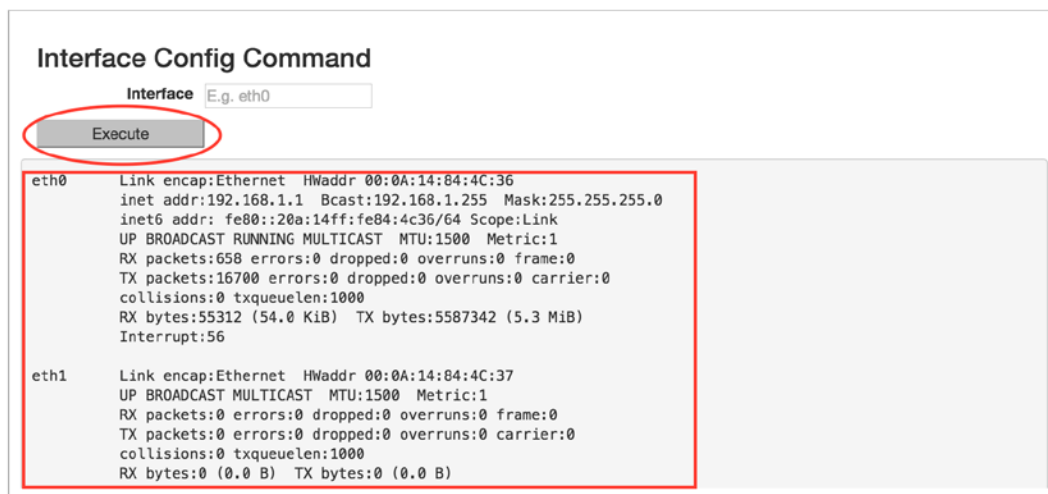 Interface Config Command
Interface E.g. eth0
Execute
eth0 Link encap:Ethernet HWaddr 00:0A:14:84:4C:36
inet addr:192.168.1.1 Bcast:192.168.1.255 Mask:255.255.255.0
inet6 addr: fe80::20a:14ff:fe84:4c36/64 Scope:Link
UP BROADCAST RUNNING MULTICAST MTU:1500 Metric:1
RX packets:658 errors:0 dropped:0 overruns:0 frame:0
TX packets:16700 errors:0 dropped:0 overruns:0 carrier:0
collisions:0 txqueuelen:1000
RX bytes:55312 (54.0 KiB) TX bytes:5587342 (5.3 MiB)
Interrupt:56
eth1 Link encap:Ethernet HWaddr 00:0A:14:84:4C:37
UP BROADCAST MULTICAST MTU:1500 Metric:1
RX packets:0 errors:0 dropped:0 overruns:0 frame:0
TX packets:0 errors:0 dropped:0 overruns:0 carrier:0
collisions:0 txqueuelen:1000
RX bytes:0 (0.0 B) TX bytes:0 (0.0 B)